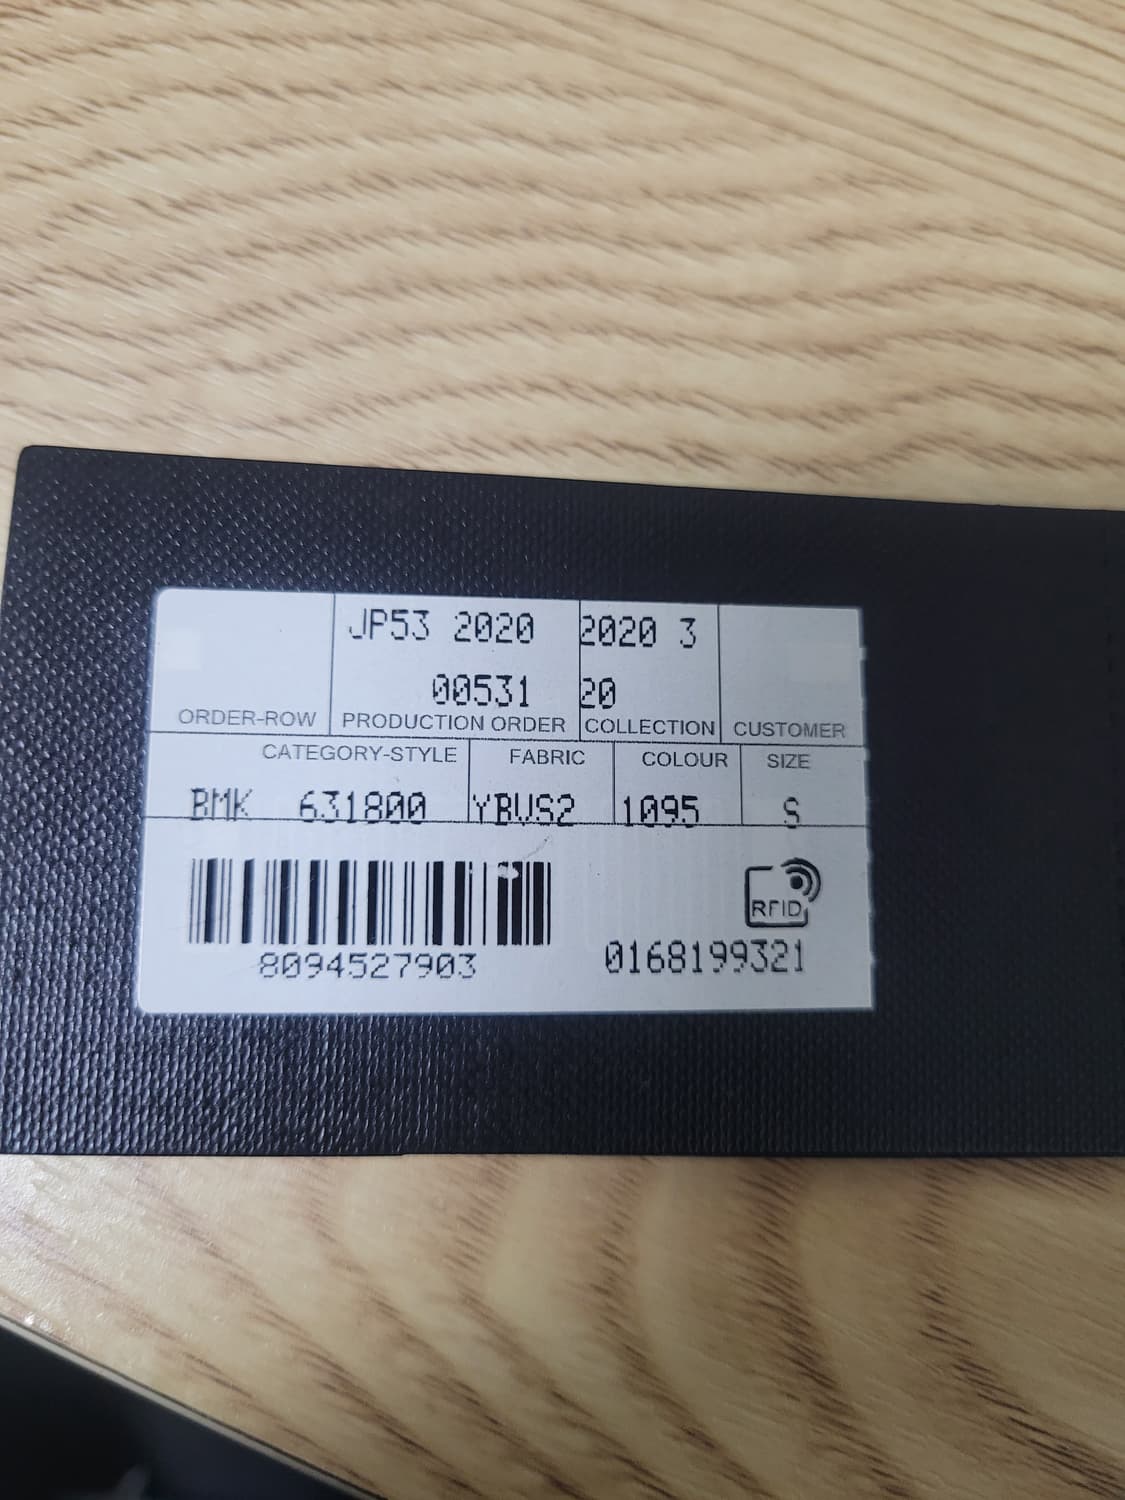 JP53 2020 2020 3
00531 20
ORDER-ROW PRODUCTION ORDER COLLECTION CUSTOMER
CATEGORY-STYLE FABRIC COLOUR SIZE
BMK 631800 YBUS2 1095 S
RFID
8094527903 0168199321